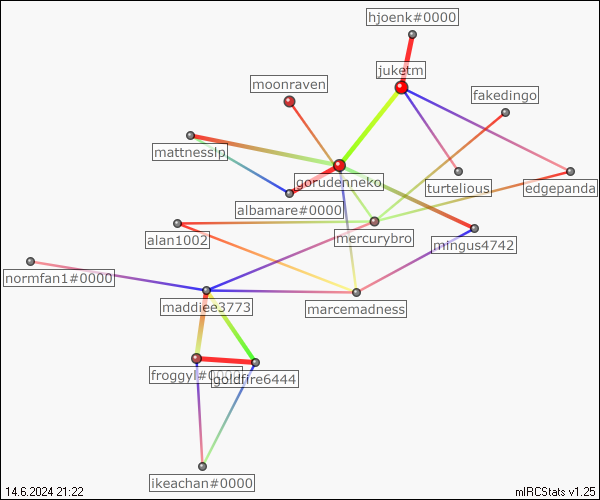 hjoenk#0000
juketm
moonraven
fakedingo
mattnesslp
gorudenneko
turtelious
edgepanda
albamare#0000
alan1002
mercurybro
mingus4742
normfan1#0000
maddiee3773
marcemadness
froggyl#0000
goldfire6444
ikeachan#0000
14.6.2024 21:22
mIRCStats v1.25